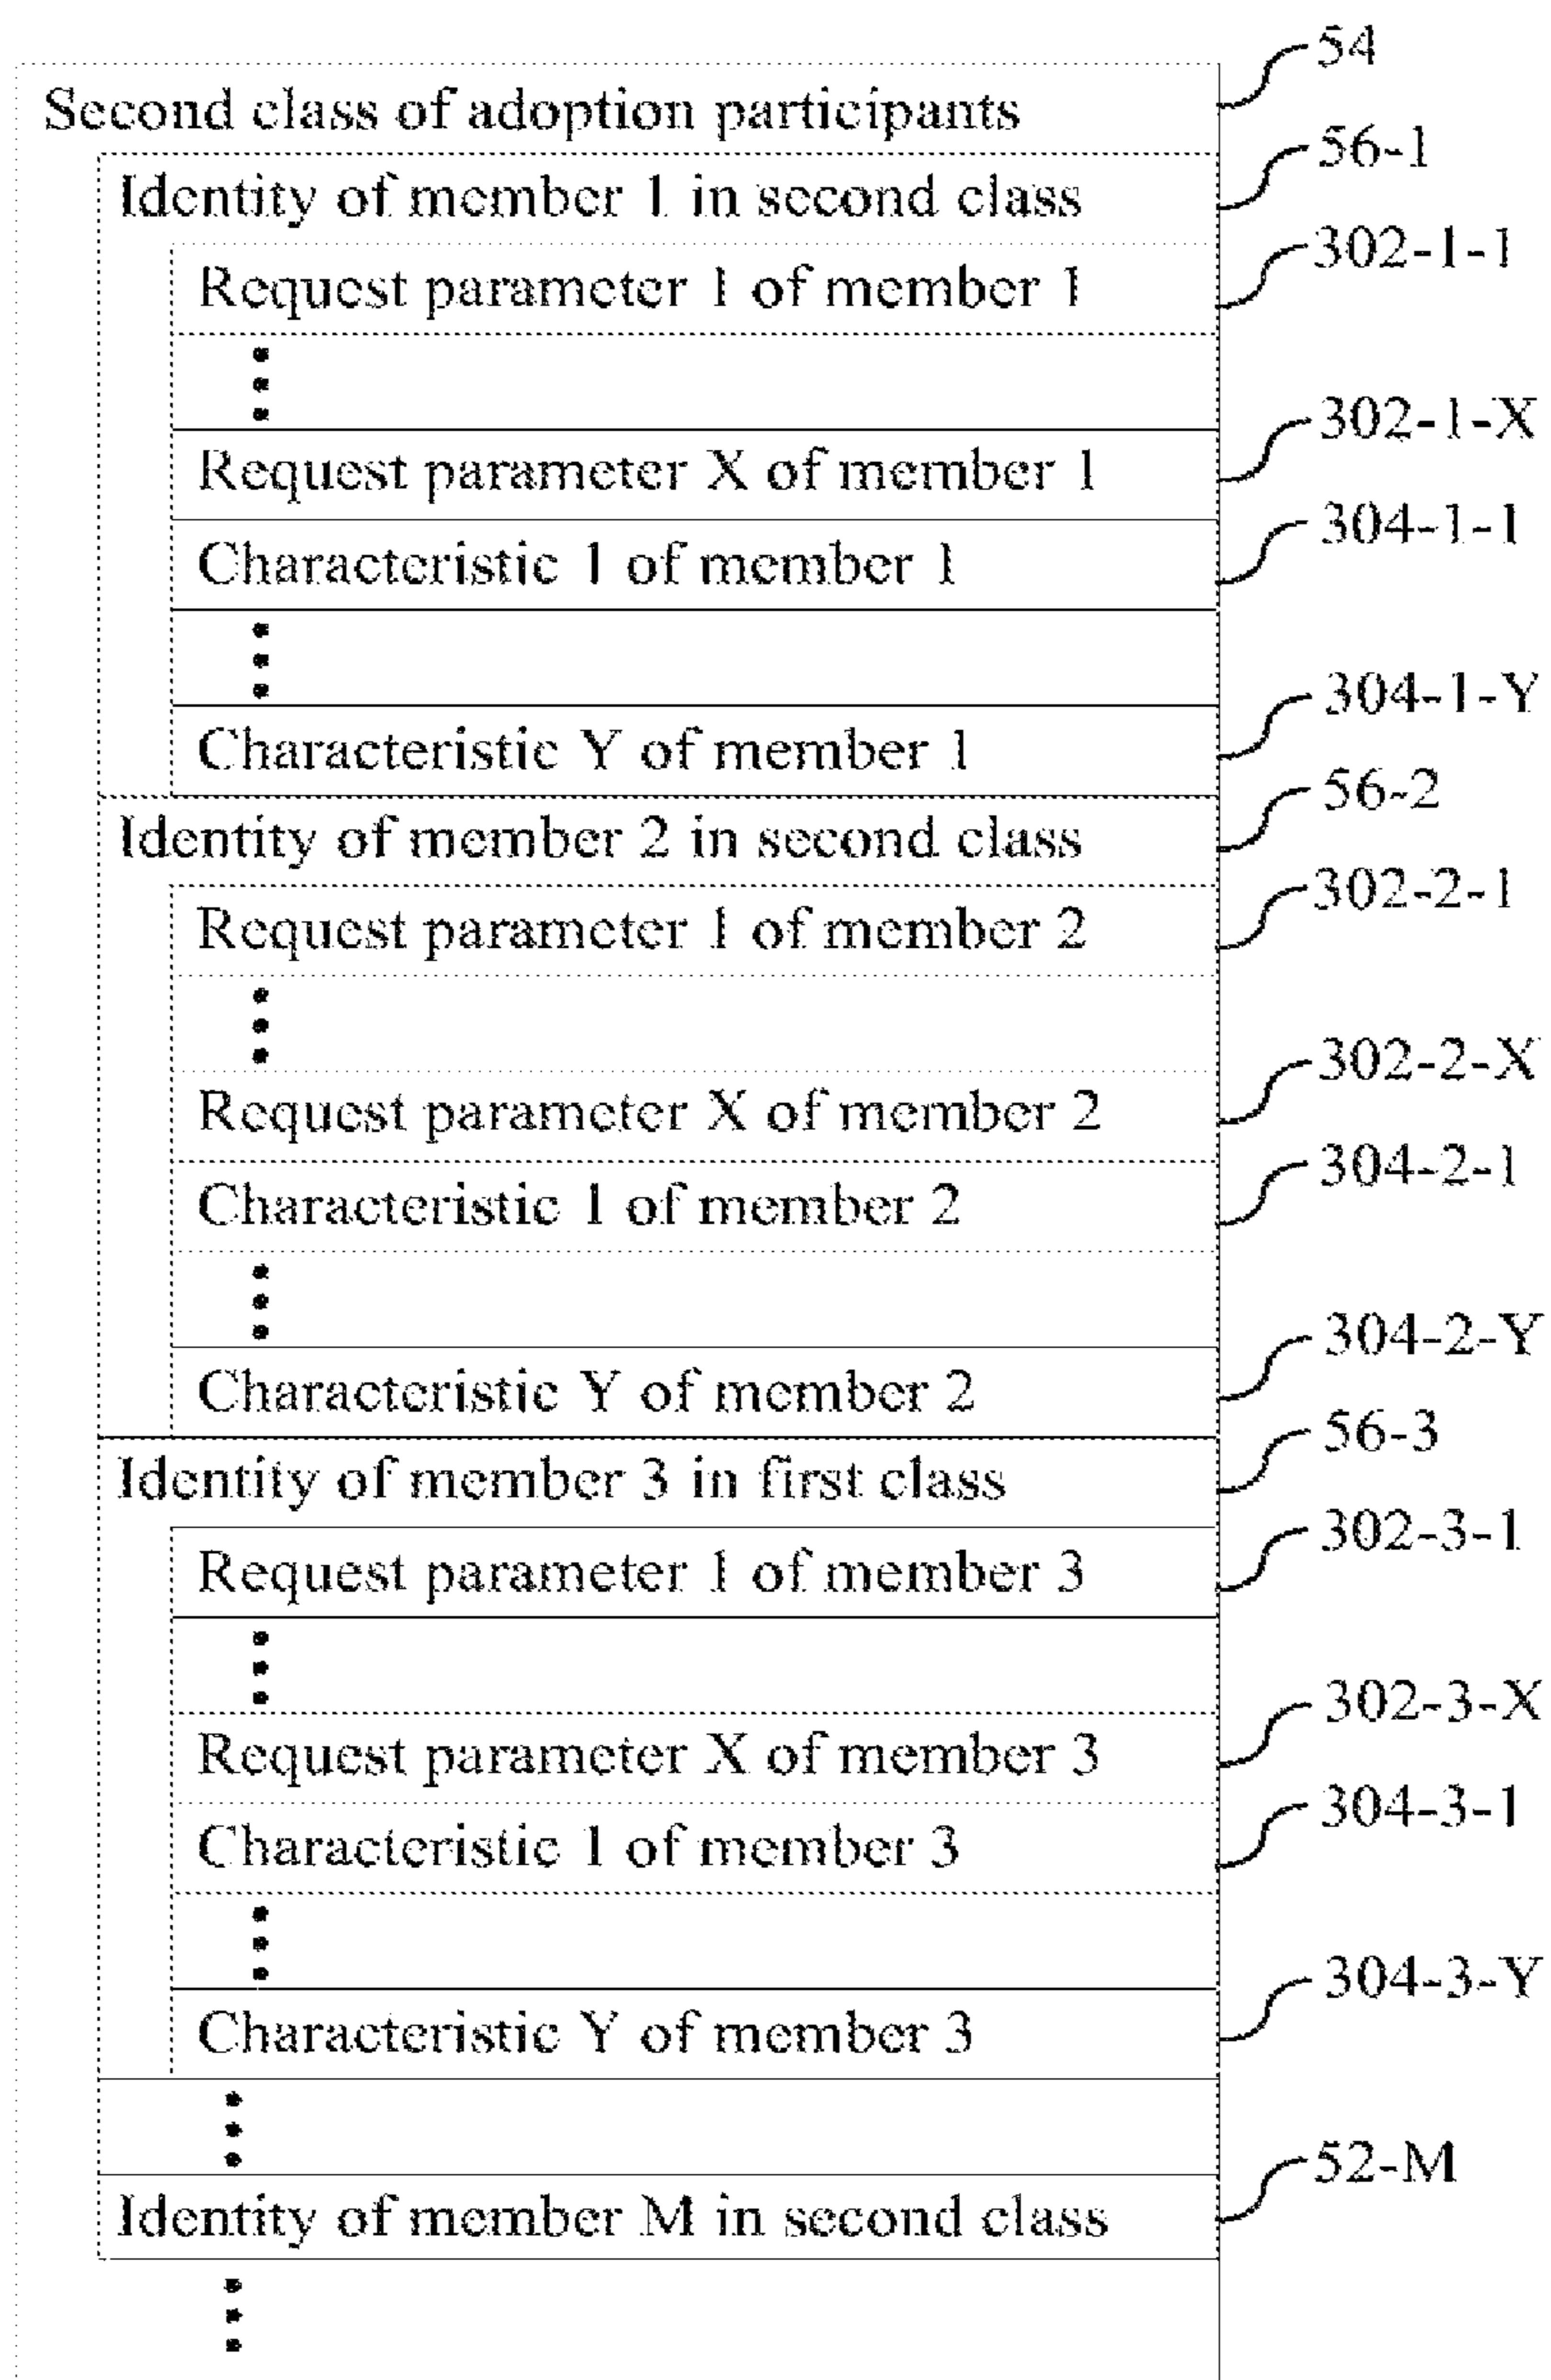 54
Second class of adoption participants
56-1
Identity of member 1 in second class
302-1-1
Request parameter 1 of member 1
302-1-X
Request parameter X of member 1
304-1-1
Characteristic 1 of member 1
304-1-Y
Characteristic Y of member 1
56-2
Identity of member 2 in second class
302-2-1
Request parameter 1 of member 2
302-2-X
Request parameter X of member 2
304-2-1
Characteristic 1 of member 2
304-2-Y
Characteristic Y of member 2
56-3
Identity of member 3 in first class
302-3-1
Request parameter 1 of member 3
302-3-X
Request parameter X of member 3
304-3-1
Characteristic 1 of member 3
304-3-Y
Characteristic Y of member 3
52-M
Identity of member M in second class